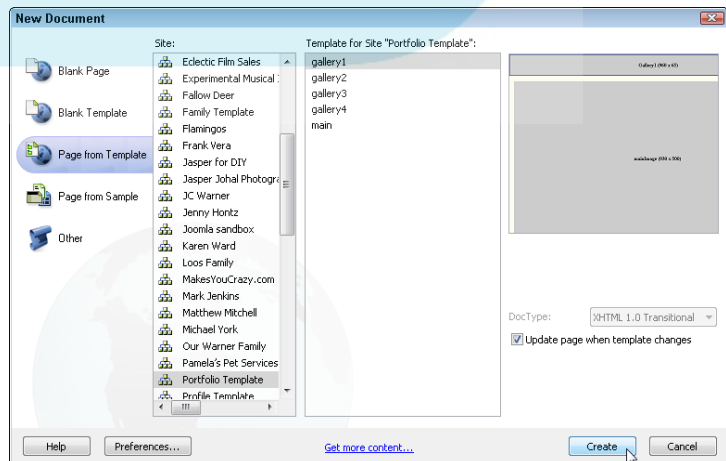 New Document
Blank Page
Blank Template
Page from Template
Page from Sample
Other
Site:
Eclectic Film Sales
Experimental Musical
Fallow Deer
Family Template
Flamingos
Frank Vera
Jasper for DIY
Jasper Johal Photogra
JC Warner
Jenny Hontz
Joomla sandbox
Karen Ward
Loos Family
MakesYouCrazy.com
Mark Jenkins
Matthew Mitchell
Michael York
Our Warner Family
Pamela's Pet Services
Portfolio Template
Profile Template
Template for Site "Portfolio Template":
gallery1
gallery2
gallery3
gallery4
main
DocType:
XHTML 1.0 Transitional
Update page when template changes
Help
Preferences...
Get more content...
Create
Cancel